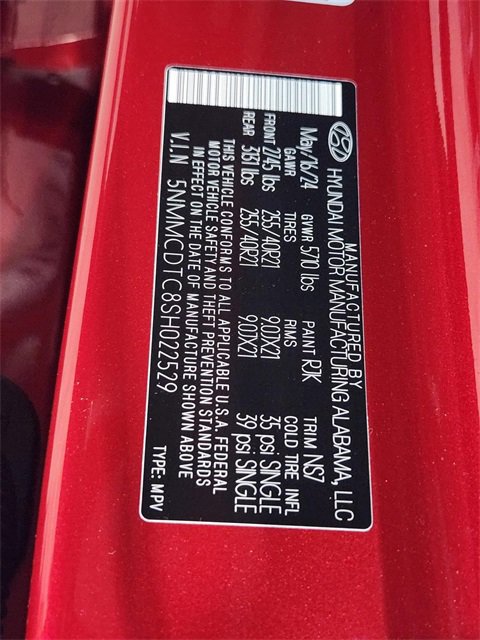 MANUFACTURED BY
HYUNDAI MOTOR MANUFACTURING ALABAMA, LLC
May/16/24 GVWR 5710 lbs PAINT R7K TRIM NS7
GAWR TIRES RIMS COLD TIRE INFL
FRONT 2745 lbs 255/40R21 9.0JX21 35 psi SINGLE
REAR 3131 lbs 255/40R21 9.0JX21 39 psi SINGLE
THIS VEHICLE CONFORMS TO ALL APPLICABLE U.S.A. FEDERAL
MOTOR VEHICLE SAFETY AND THEFT PREVENTION STANDARDS
IN EFFECT ON THE DATE OF MANUFACTURE SHOWN ABOVE
V.I.N 5NMMCDTC8SH022529 TYPE: MPV